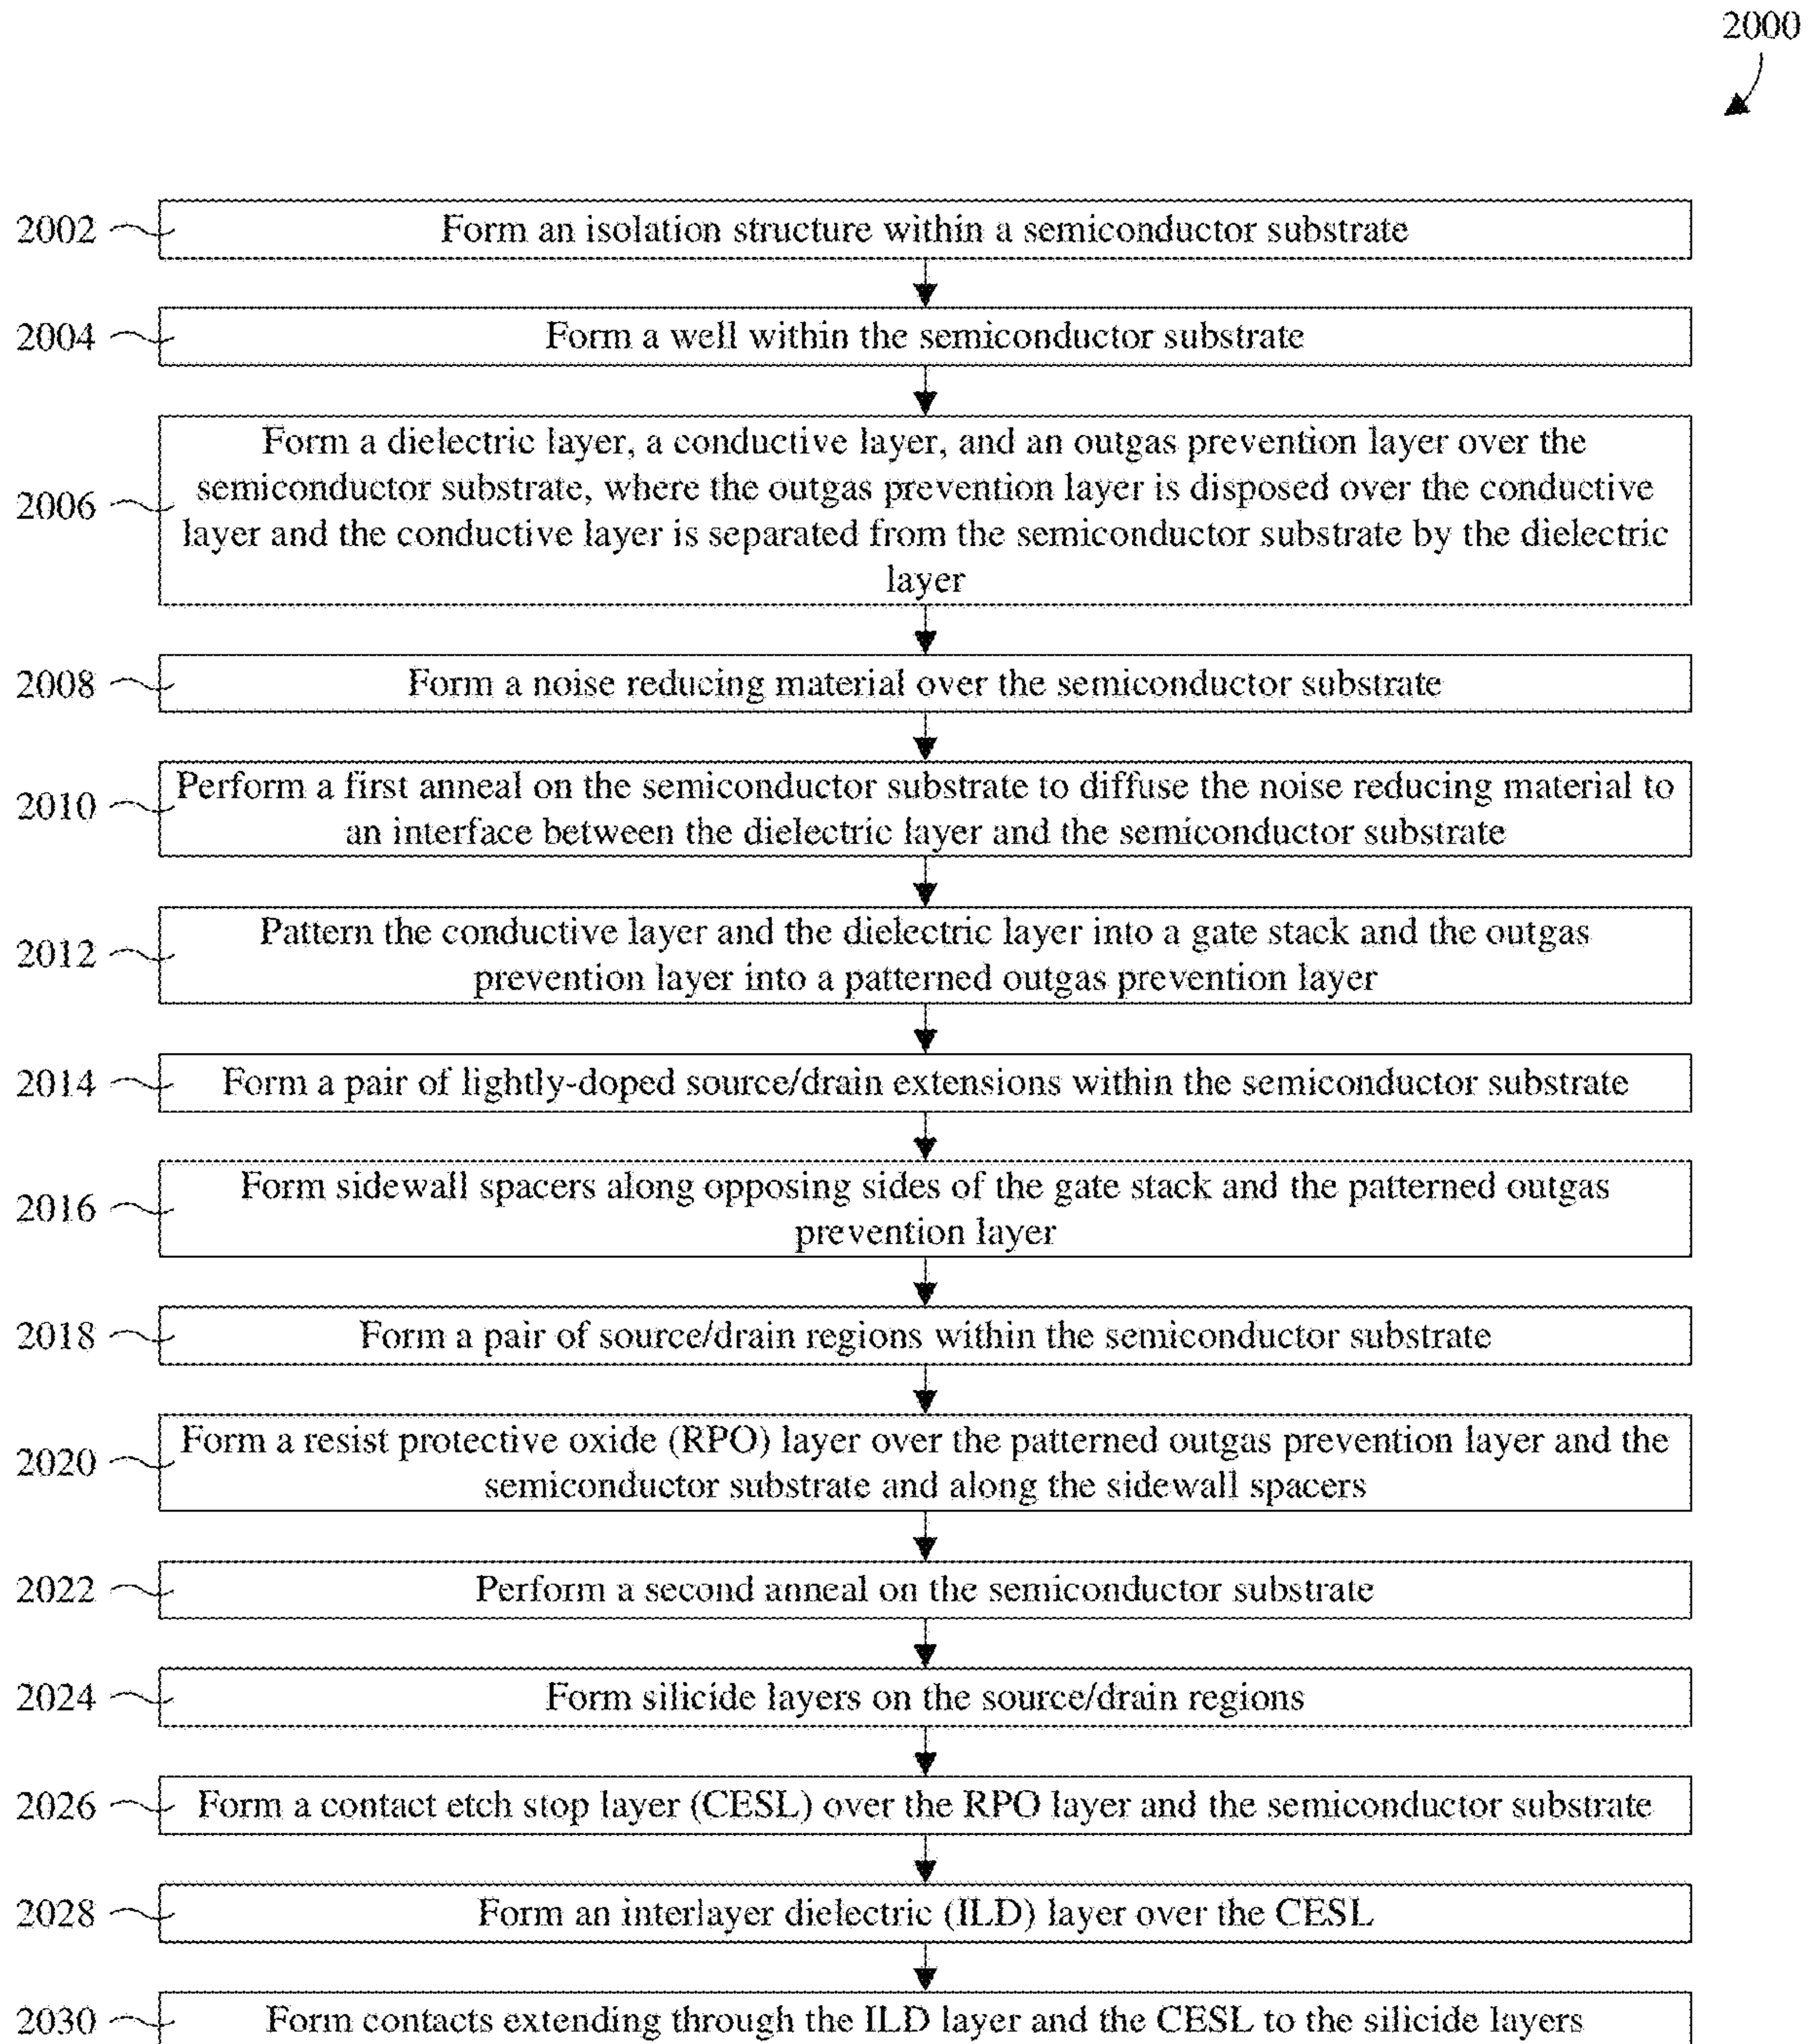 2000
2002 Form an isolation structure within a semiconductor substrate
2004 Form a well within the semiconductor substrate
Form a dielectric layer, a conductive layer, and an outgas prevention layer over the
semiconductor substrate, where the outgas prevention layer is disposed over the conductive
2006
layer and the conductive layer is separated from the semiconductor substrate by the dielectric
layer
2008 Form a noise reducing material over the semiconductor substrate
2010
Perform a first anneal on the semiconductor substrate to diffuse the noise reducing material to
an interface between the dielectric layer and the semiconductor substrate
2012
Pattern the conductive layer and the dielectric layer into a gate stack and the outgas
prevention layer into a patterned outgas prevention layer
2014 Form a pair of lightly-doped source/drain extensions within the semiconductor substrate
2016
Form sidewall spacers along opposing sides of the gate stack and the patterned outgas
prevention layer
2018 Form a pair of source/drain regions within the semiconductor substrate
2020
Form a resist protective oxide (RPO) layer over the patterned outgas prevention layer and the
semiconductor substrate and along the sidewall spacers
2022 Perform a second anneal on the semiconductor substrate
2024 Form silicide layers on the source/drain regions
2026 Form a contact etch stop layer (CESL) over the RPO layer and the semiconductor substrate
2028 Form an interlayer dielectric (ILD) layer over the CESL
2030 Form contacts extending through the ILD layer and the CESL to the silicide layers